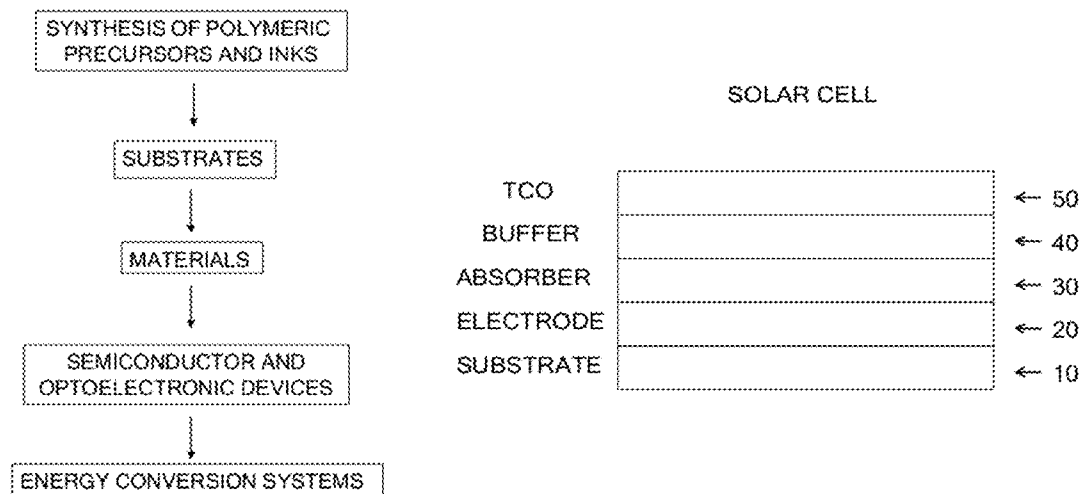 SYNTHESIS OF POLYMERIC
PRECURSORS AND INKS
SUBSTRATES
MATERIALS
SEMICONDUCTOR AND
OPTOELECTRONIC DEVICES
ENERGY CONVERSION SYSTEMS
SOLAR CELL
TCO 50
BUFFER 40
ABSORBER 30
ELECTRODE 20
SUBSTRATE 10